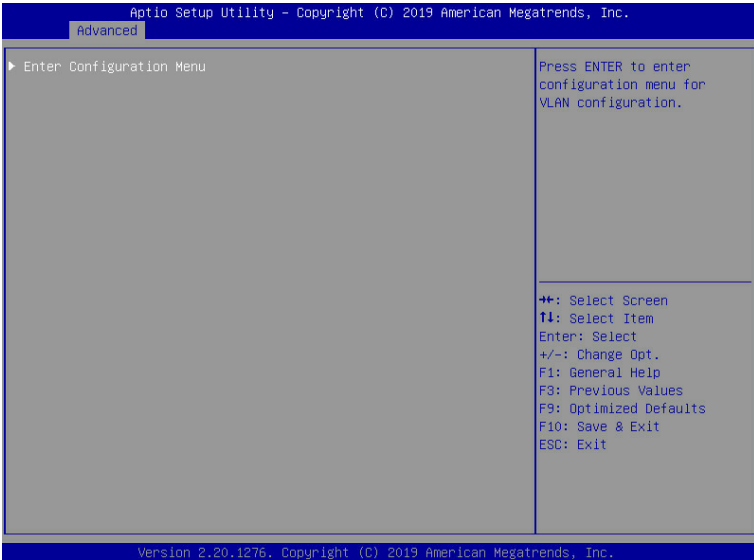 Aptio Setup Utility – Copyright (C) 2019 American Megatrends, Inc.
Advanced
▶ Enter Configuration Menu
Press ENTER to enter
configuration menu for
VLAN configuration.
→←: Select Screen
↑↓: Select Item
Enter: Select
+/-: Change Opt.
F1: General Help
F3: Previous Values
F9: Optimized Defaults
F10: Save & Exit
ESC: Exit
Version 2.20.1276. Copyright (C) 2019 American Megatrends, Inc.